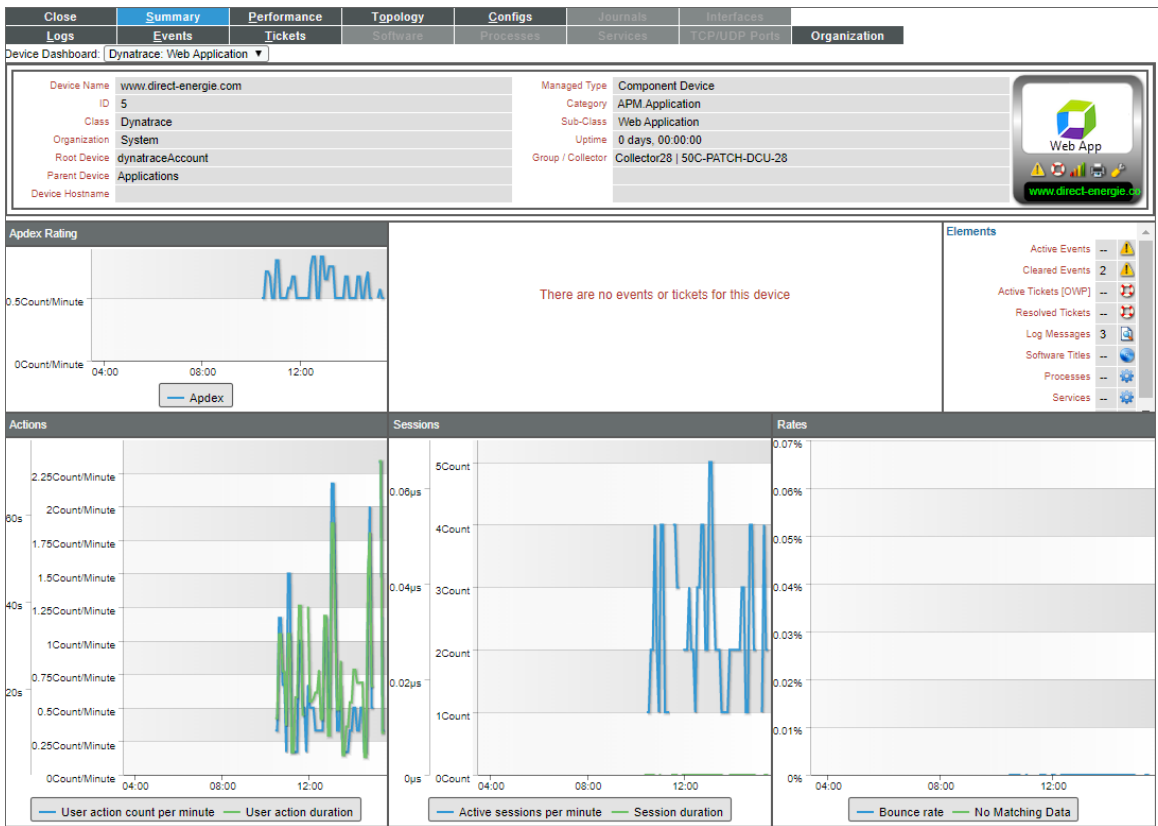 Close Summary Performance Topology Configs Journals Interfaces
Logs Events Tickets Software Processes Services TCP/UDP Ports Organization
Device Dashboard: Dynatrace: Web Application ▼
Device Name www.direct-energie.com Managed Type Component Device
ID 5 Category APM.Application
Class Dynatrace Sub-Class Web Application
Organization System Uptime 0 days, 00:00:00
Root Device dynatraceAccount Group / Collector Collector28 | 50C-PATCH-DCU-28
Parent Device Applications
Device Hostname
Web App
www.direct-energie.co
Apdex Rating
0.5Count/Minute
0Count/Minute
04:00 08:00 12:00
Apdex
There are no events or tickets for this device
Elements
Active Events --
Cleared Events 2
Active Tickets [OWP] --
Resolved Tickets --
Log Messages 3
Software Titles --
Processes --
Services --
Actions
60s
40s
20s
2.25Count/Minute
2Count/Minute
1.75Count/Minute
1.5Count/Minute
1.25Count/Minute
1Count/Minute
0.75Count/Minute
0.5Count/Minute
0.25Count/Minute
0Count/Minute
04:00 08:00 12:00
User action count per minute User action duration
Sessions
0.06µs
0.04µs
0.02µs
0µs
5Count
4Count
3Count
2Count
1Count
0Count
04:00 08:00 12:00
Active sessions per minute Session duration
Rates
0.07%
0.06%
0.05%
0.04%
0.03%
0.02%
0.01%
0%
04:00 08:00 12:00
Bounce rate No Matching Data